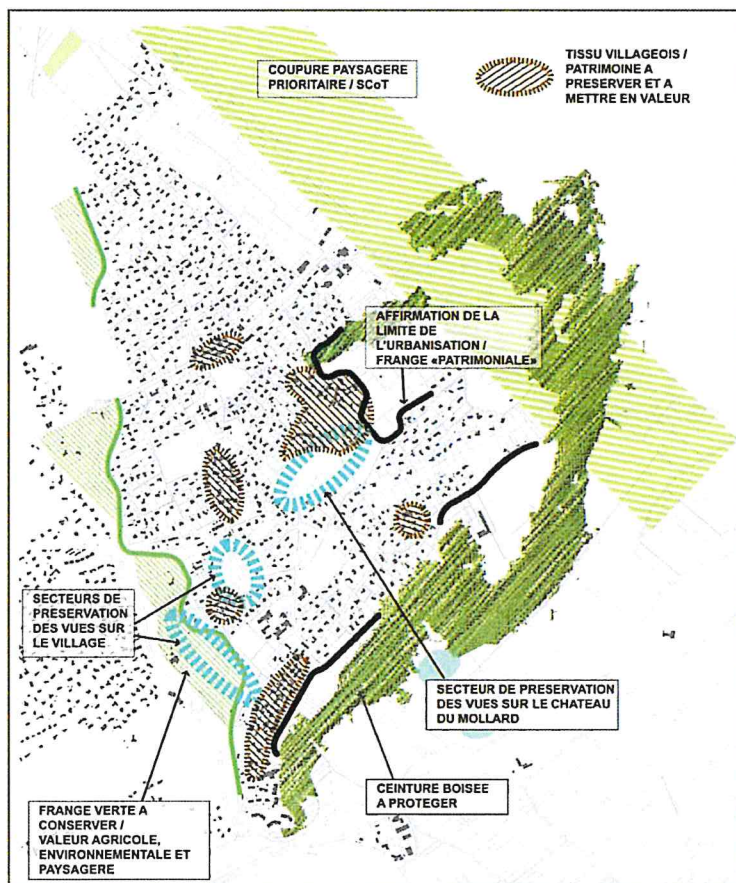 COUPURE PAYSAGERE
PRIORITAIRE / SCoT
TISSU VILLAGEOIS /
PATRIMOINE A
PRESERVER ET A
METTRE EN VALEUR
AFFIRMATION DE LA
LIMITE DE
L'URBANISATION /
FRANGE «PATRIMONIALE»
SECTEURS DE
PRESERVATION
DES VUES SUR
LE VILLAGE
SECTEUR DE PRESERVATION
DES VUES SUR LE CHATEAU
DU MOLLARD
CEINTURE BOISEE
A PROTEGER
FRANGE VERTE A
CONSERVER /
VALEUR AGRICOLE,
ENVIRONNEMENTALE ET
PAYSAGERE